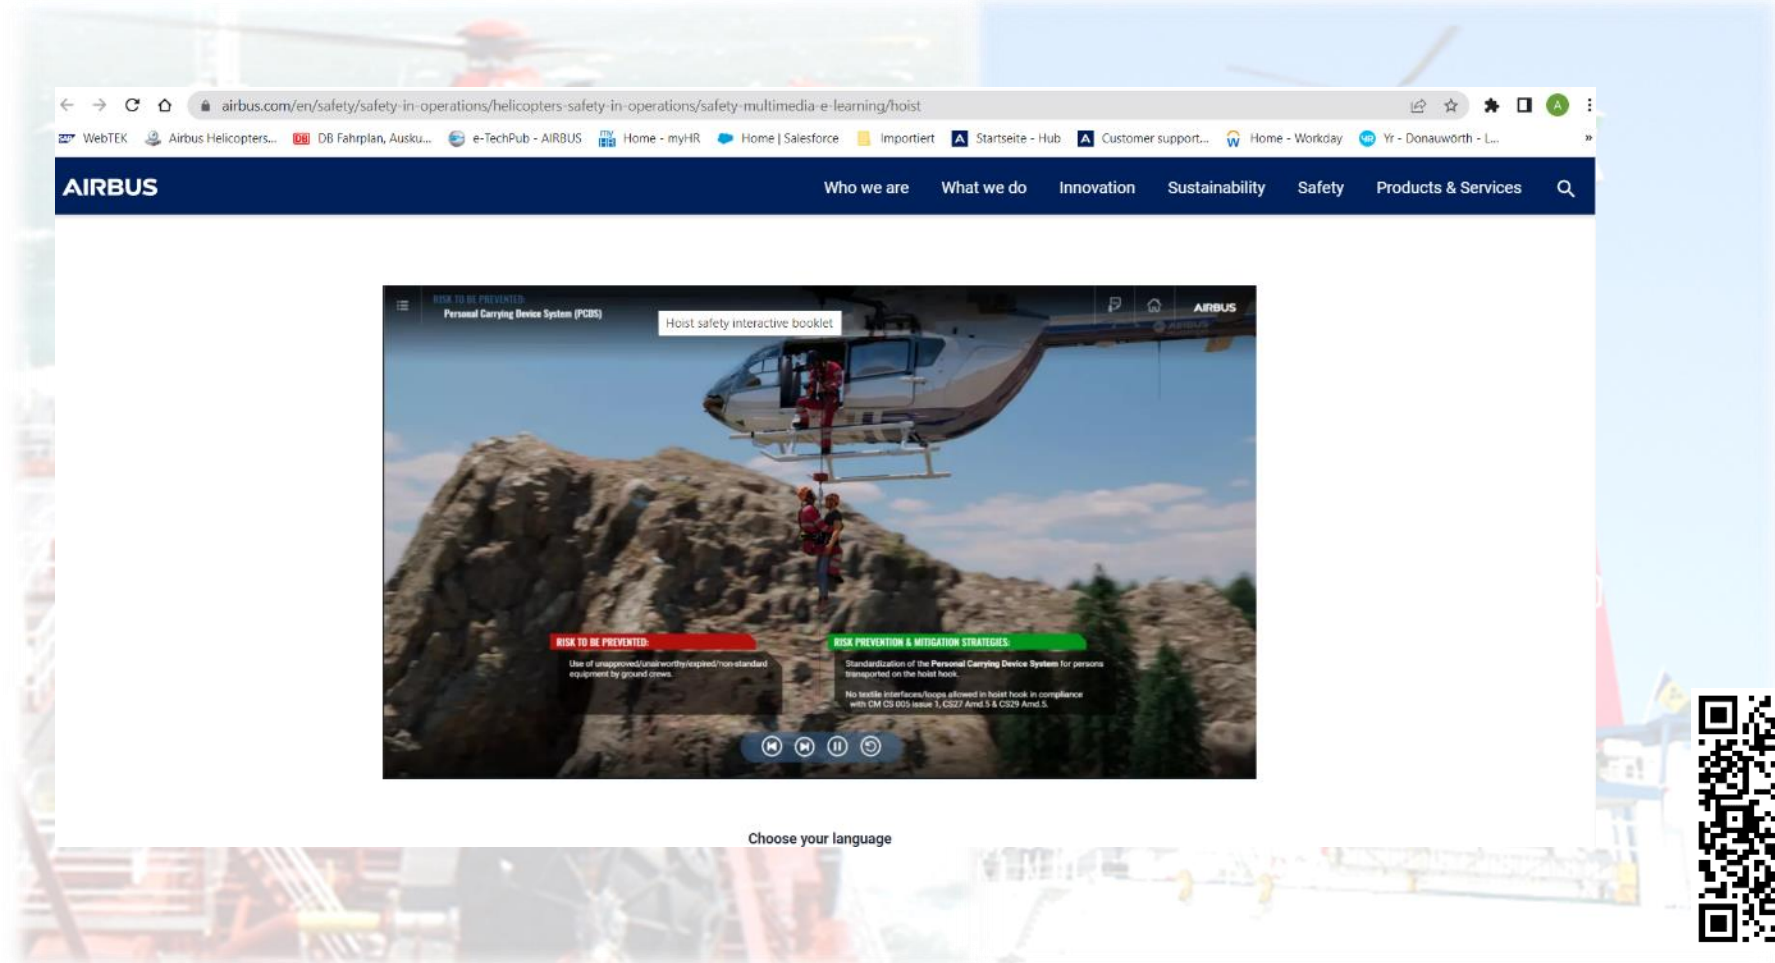 airbus.com/en/safety/safety-in-operations/helicopters-safety-in-operations/safety-multimedia-e-learning/hoist
A
WebTEK Airbus Helicopters... DB DB Fahrplan, Ausku... e-TechPub - AIRBUS Home - myHR Home | Salesforce Importiert A Startseite - Hub A Customer support... Home - Workday Yr - Donauwörth - L... »
AIRBUS Who we are What we do Innovation Sustainability Safety Products & Services
RISK TO BE PREVENTED:
Personal Carrying Device System (PCDS)
Hoist safety interactive booklet
AIRBUS
RISK TO BE PREVENTED:
Use of unapproved/unairworthy/expired/non-standard
equipment by ground crews.
RISK PREVENTION & MITIGATION STRATEGIES:
Standardization of the Personal Carrying Device System for persons
transported on the hoist hook.
No textile interfaces/loops allowed in hoist hook in compliance
with CM CS 005 issue 1, CS27 Amd.5 & CS29 Amd.5.
Choose your language